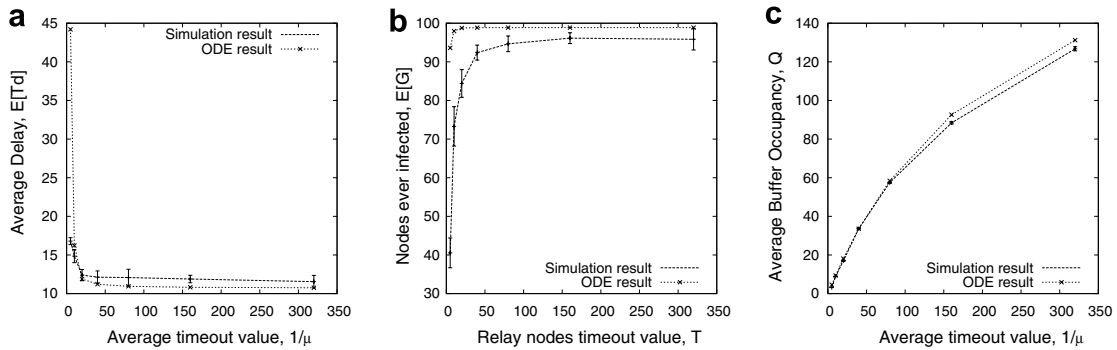 a
Average Delay, E[Td]
45
40
35
30
25
20
15
10
Simulation result
ODE result
0 50 100 150 200 250 300 350
Average timeout value, 1/μ
b
Nodes ever infected, E[G]
100
90
80
70
60
50
40
30
Simulation result
ODE result
0 50 100 150 200 250 300 350
Relay nodes timeout value, T
c
Average Buffer Occupancy, Q
140
120
100
80
60
40
20
0
Simulation result
ODE result
0 50 100 150 200 250 300 350
Average timeout value, 1/μ